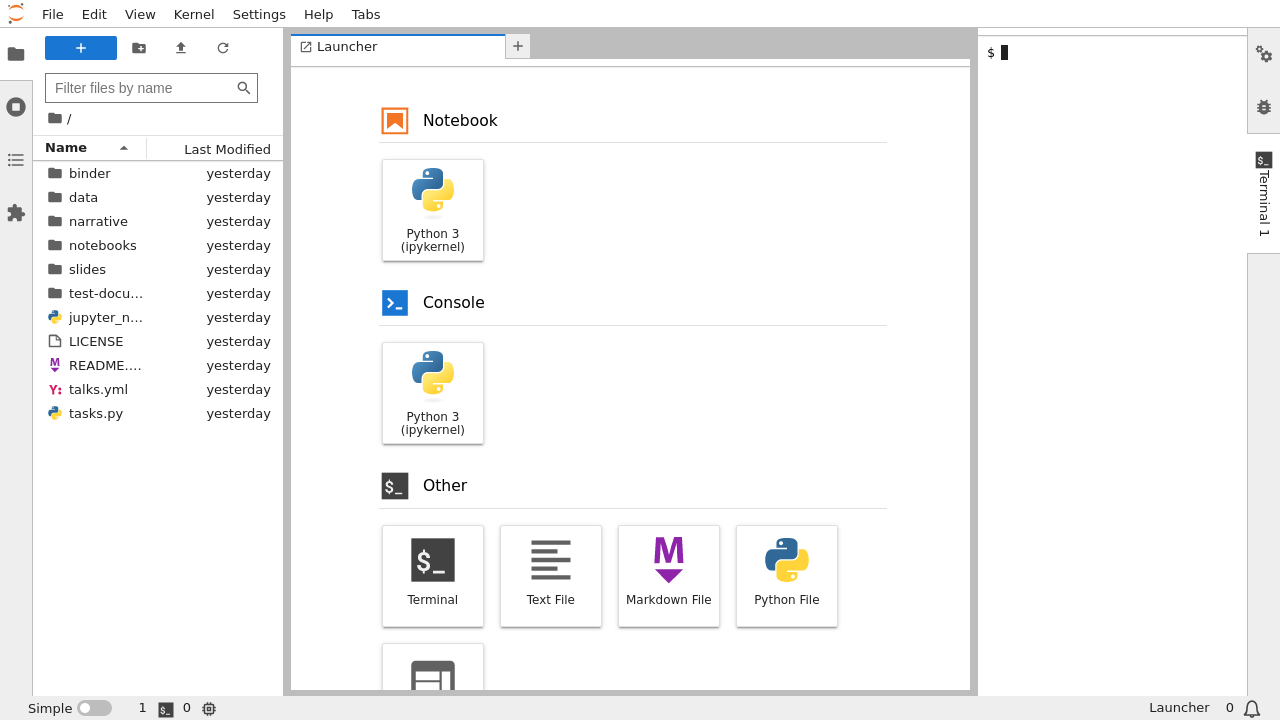 File Edit View Kernel Settings Help Tabs
Launcher
$
Filter files by name
/
Name Last Modified
binder yesterday
data yesterday
narrative yesterday
notebooks yesterday
slides yesterday
test-docu… yesterday
jupyter_n… yesterday
LICENSE yesterday
README.… yesterday
talks.yml yesterday
tasks.py yesterday
Notebook
Python 3
(ipykernel)
Console
Python 3
(ipykernel)
$_ Other
$_
Terminal
Text File
M
Markdown File
Python File
$_ Terminal 1
Simple 1 $_ 0
Launcher 0